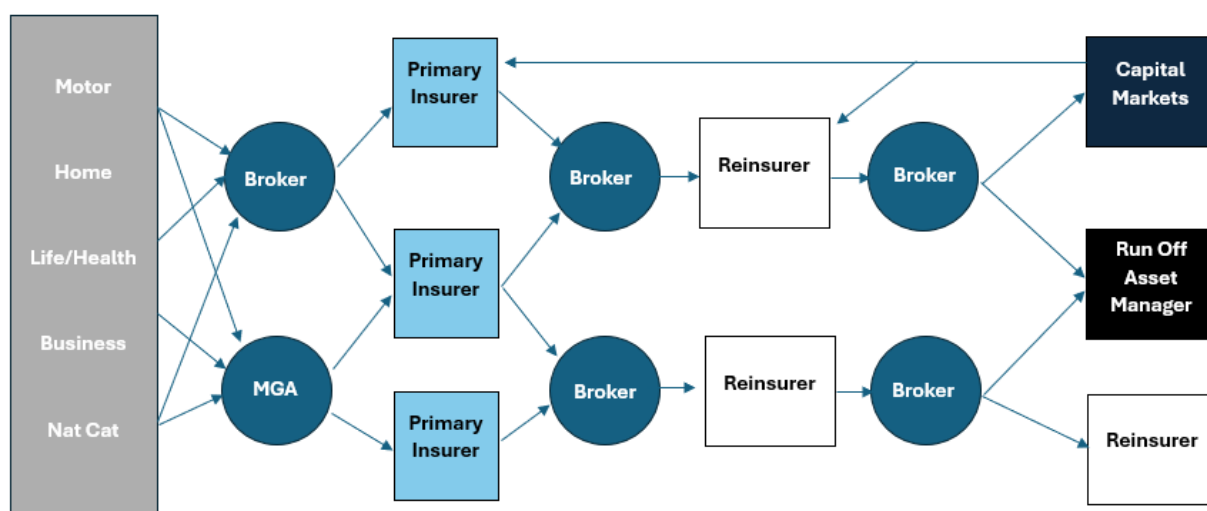 Motor
Home
Life/Health
Business
Nat Cat
Broker
MGA
Primary
Insurer
Primary
Insurer
Primary
Insurer
Broker
Broker
Reinsurer
Reinsurer
Broker
Broker
Capital
Markets
Run Off
Asset
Manager
Reinsurer